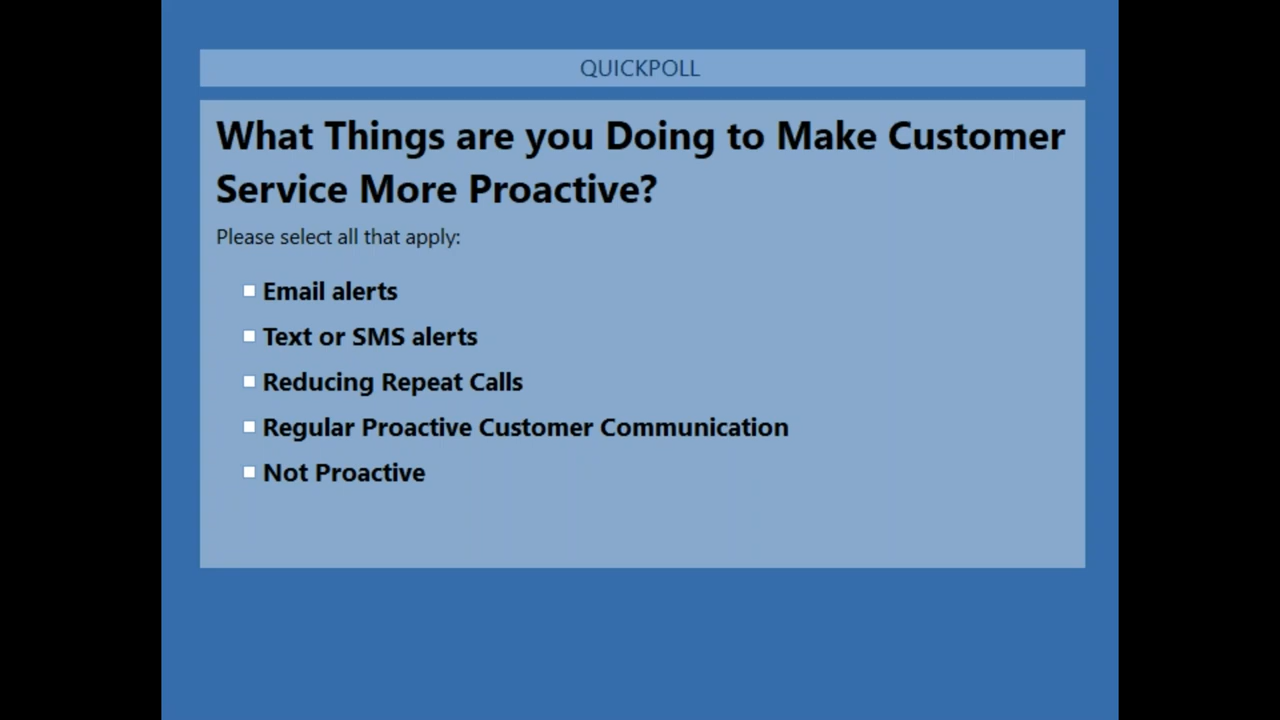 QUICKPOLL
What Things are you Doing to Make Customer
Service More Proactive?
Please select all that apply:
Email alerts
Text or SMS alerts
Reducing Repeat Calls
Regular Proactive Customer Communication
Not Proactive